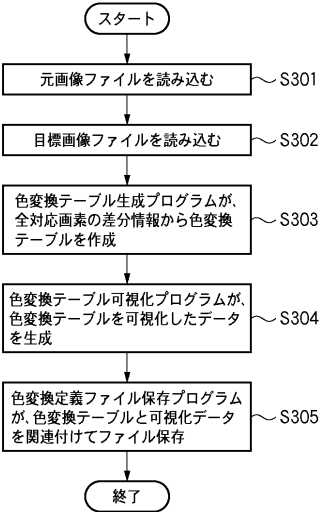 スタート
元画像ファイルを読み込む
S301
目標画像ファイルを読み込む
S302
色変換テーブル生成プログラムが、
全対応画素の差分情報から色変換
テーブルを作成
S303
色変換テーブル可視化プログラムが、
色変換テーブルを可視化したデータ
を生成
S304
色変換定義ファイル保存プログラム
が、色変換テーブルと可視化データ
を関連付けてファイル保存
S305
終了